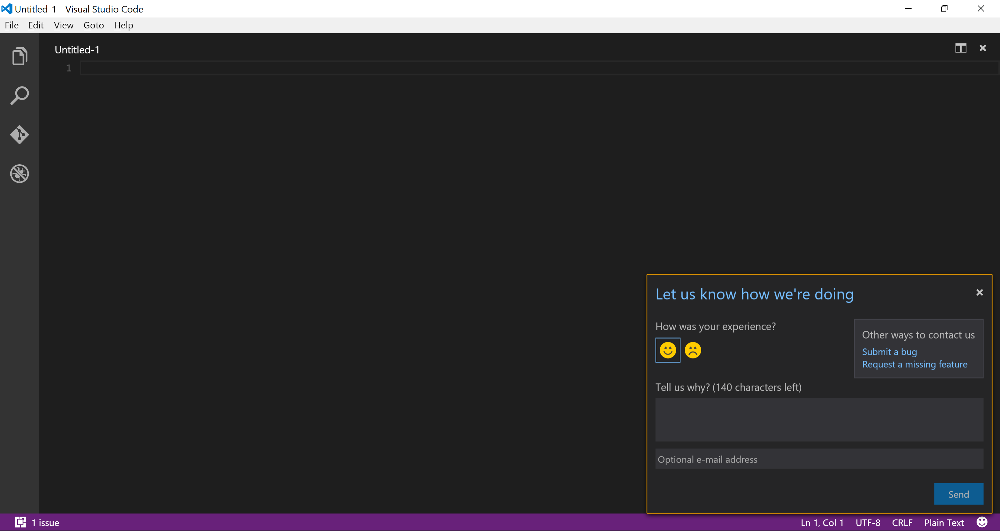 Untitled-1 - Visual Studio Code
File Edit View Goto Help
Untitled-1
1
Let us know how we're doing
How was your experience?
Other ways to contact us
Submit a bug
Request a missing feature
Tell us why? (140 characters left)
Optional e-mail address
Send
1 issue
Ln 1, Col 1 UTF-8 CRLF Plain Text